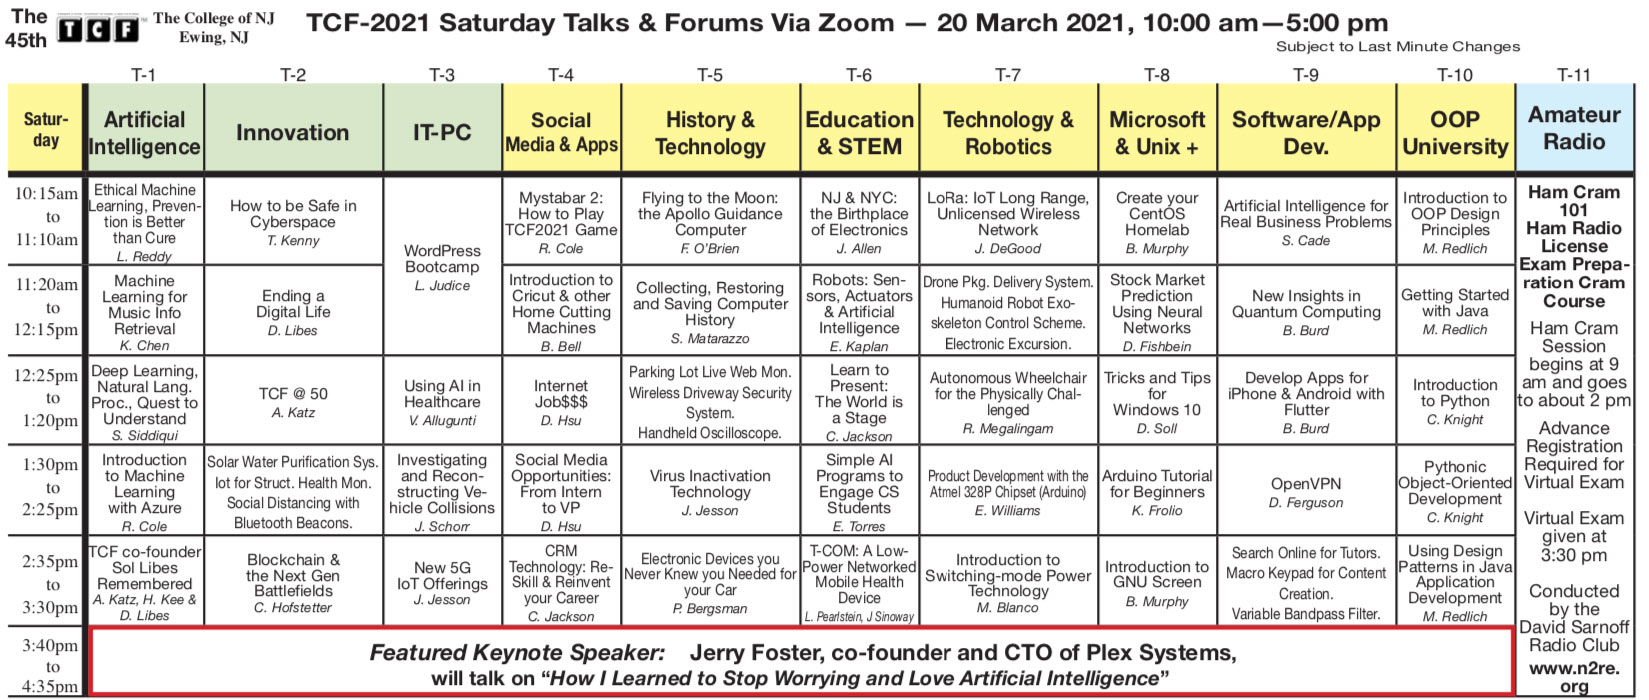 The
45th
TCF
The College of NJ
Ewing, NJ
TCF-2021 Saturday Talks & Forums Via Zoom — 20 March 2021, 10:00 am—5:00 pm
Subject to Last Minute Changes
T-1 T-2 T-3 T-4 T-5 T-6 T-7 T-8 T-9 T-10 T-11
Satur-
day
Artificial
Intelligence
Innovation
IT-PC
Social
Media & Apps
History &
Technology
Education
& STEM
Technology &
Robotics
Microsoft
& Unix +
Software/App
Dev.
OOP
University
Amateur
Radio
10:15am
to
11:10am
Ethical Machine
Learning, Preven-
tion is Better
than Cure
L. Reddy
How to be Safe in
Cyberspace
T. Kenny
WordPress
Bootcamp
L. Judice
Mystabar 2:
How to Play
TCF2021 Game
R. Cole
Flying to the Moon:
the Apollo Guidance
Computer
F. O'Brien
NJ & NYC:
the Birthplace
of Electronics
J. Allen
LoRa: IoT Long Range,
Unlicensed Wireless
Network
J. DeGood
Create your
CentOS
Homelab
B. Murphy
Artificial Intelligence for
Real Business Problems
S. Cade
Introduction to
OOP Design
Principles
M. Redlich
11:20am
to
12:15pm
Machine
Learning for
Music Info
Retrieval
K. Chen
Ending a
Digital Life
D. Libes
Introduction to
Cricut & other
Home Cutting
Machines
B. Bell
Collecting, Restoring
and Saving Computer
History
S. Matarazzo
Robots: Sen-
sors, Actuators
& Artificial
Intelligence
E. Kaplan
Drone Pkg. Delivery System.
Humanoid Robot Exo-
skeleton Control Scheme.
Electronic Excursion.
Stock Market
Prediction
Using Neural
Networks
D. Fishbein
New Insights in
Quantum Computing
B. Burd
Getting Started
with Java
M. Redlich
12:25pm
to
1:20pm
Deep Learning,
Natural Lang.
Proc., Quest to
Understand
S. Siddiqui
TCF @ 50
A. Katz
Using AI in
Healthcare
V. Allugunti
Internet
Job$$$
D. Hsu
Parking Lot Live Web Mon.
Wireless Driveway Security
System.
Handheld Oscilloscope.
Learn to
Present:
The World is
a Stage
C. Jackson
Autonomous Wheelchair
for the Physically Chal-
lenged
R. Megalingam
Tricks and Tips
for
Windows 10
D. Soll
Develop Apps for
iPhone & Android with
Flutter
B. Burd
Introduction
to Python
C. Knight
1:30pm
to
2:25pm
Introduction
to Machine
Learning
with Azure
R. Cole
Solar Water Purification Sys.
Iot for Struct. Health Mon.
Social Distancing with
Bluetooth Beacons.
Investigating
and Recon-
structing Ve-
hicle Collisions
J. Schorr
Social Media
Opportunities:
From Intern
to VP
D. Hsu
Virus Inactivation
Technology
J. Jesson
Simple AI
Programs to
Engage CS
Students
E. Torres
Product Development with the
Atmel 328P Chipset (Arduino)
E. Williams
Arduino Tutorial
for Beginners
K. Frolio
OpenVPN
D. Ferguson
Pythonic
Object-Oriented
Development
C. Knight
2:35pm
to
3:30pm
TCF co-founder
Sol Libes
Remembered
A. Katz, H. Kee &
D. Libes
Blockchain &
the Next Gen
Battlefields
C. Hofstetter
New 5G
IoT Offerings
J. Jesson
CRM
Technology: Re-
Skill & Reinvent
your Career
C. Jackson
Electronic Devices you
Never Knew you Needed for
your Car
P. Bergsman
T-COM: A Low-
Power Networked
Mobile Health
Device
L. Pearlstein, J Sinoway
Introduction to
Switching-mode Power
Technology
M. Blanco
Introduction to
GNU Screen
B. Murphy
Search Online for Tutors.
Macro Keypad for Content
Creation.
Variable Bandpass Filter.
Using Design
Patterns in Java
Application
Development
M. Redlich
3:40pm
to
4:35pm
Featured Keynote Speaker: Jerry Foster, co-founder and CTO of Plex Systems,
will talk on “How I Learned to Stop Worrying and Love Artificial Intelligence”
Ham Cram
101
Ham Radio
License
Exam Prepa-
ration Cram
Course
Ham Cram
Session
begins at 9
am and goes
to about 2 pm
Advance
Registration
Required for
Virtual Exam
Virtual Exam
given at
3:30 pm
Conducted
by the
David Sarnoff
Radio Club
www.n2re.
org